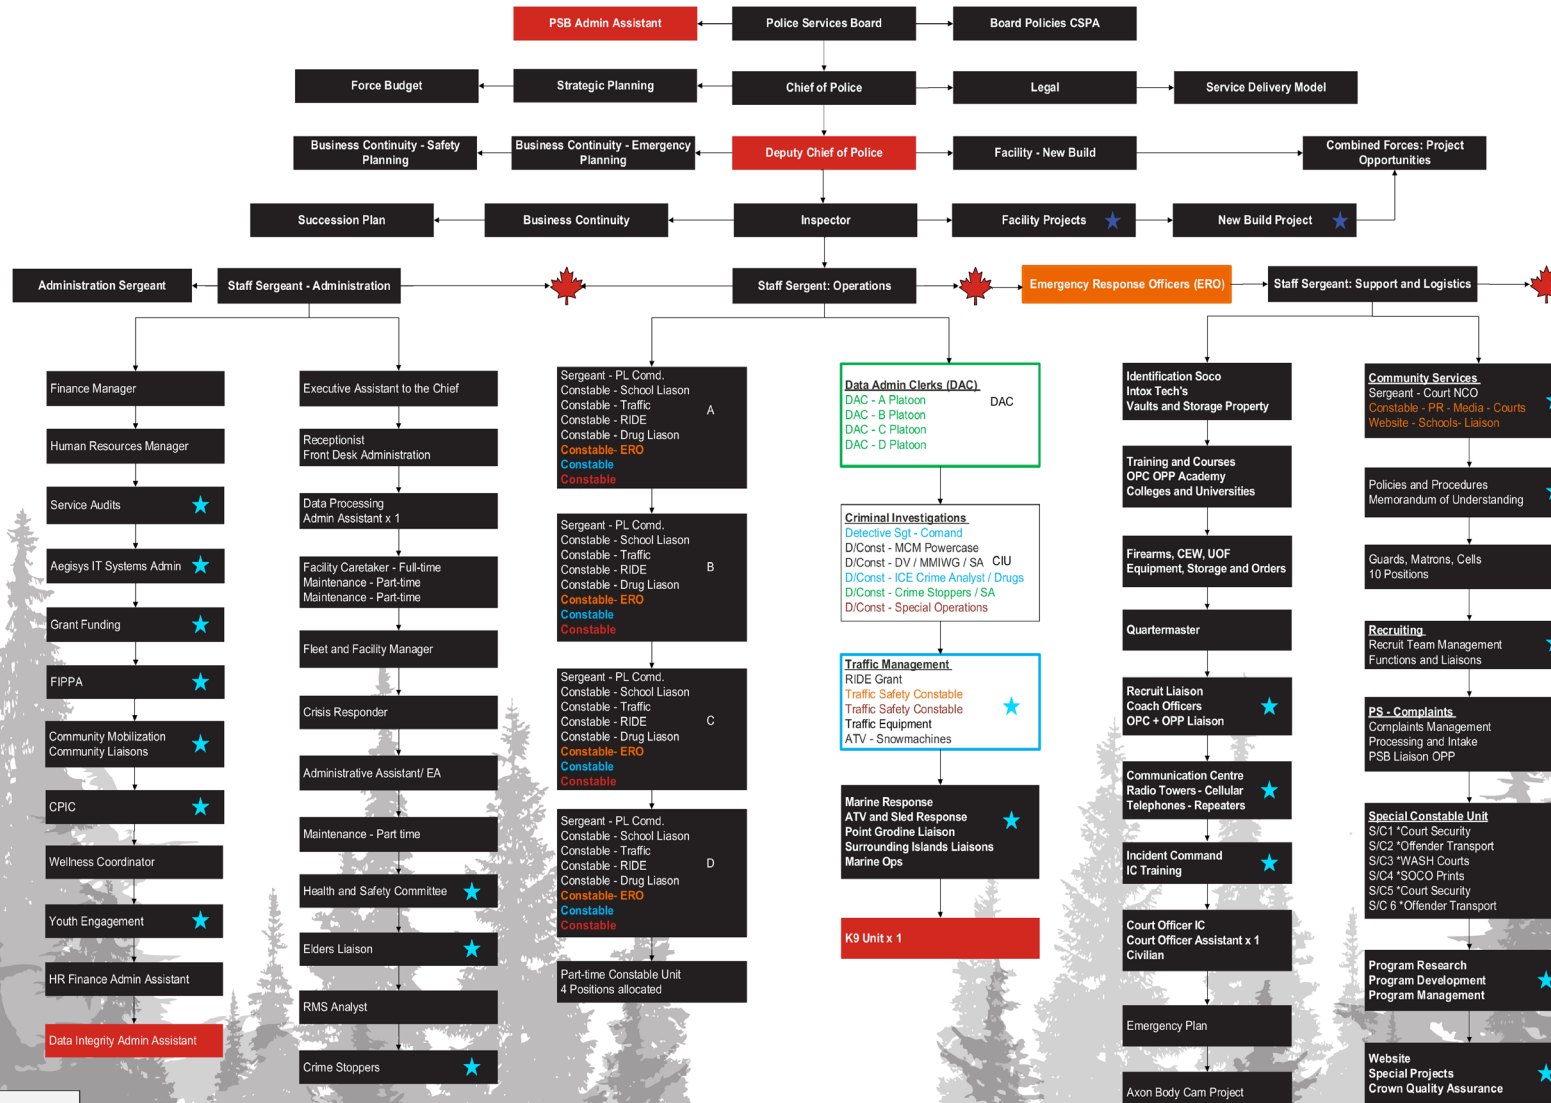 PSB Admin Assistant
Police Services Board
Board Policies CSPA
Force Budget
Strategic Planning
Chief of Police
Legal
Service Delivery Model
Business Continuity - Safety
Planning
Business Continuity - Emergency
Planning
Deputy Chief of Police
Facility - New Build
Combined Forces: Project
Opportunities
Succession Plan
Business Continuity
Inspector
Facility Projects
New Build Project
Administration Sergeant
Staff Sergeant - Administration
Staff Sergent: Operations
Emergency Response Officers (ERO)
Staff Sergeant: Support and Logistics
Finance Manager
Human Resources Manager
Service Audits
Aegisys IT Systems Admin
Grant Funding
FIPPA
Community Mobilization
Community Liaisons
CPIC
Wellness Coordinator
Youth Engagement
HR Finance Admin Assistant
Data Integrity Admin Assistant
Executive Assistant to the Chief
Receptionist
Front Desk Administration
Data Processing
Admin Assistant x 1
Facility Caretaker - Full-time
Maintenance - Part-time
Maintenance - Part-time
Fleet and Facility Manager
Crisis Responder
Administrative Assistant/ EA
Maintenance - Part time
Health and Safety Committee
Elders Liaison
RMS Analyst
Crime Stoppers
Sergeant - PL Comd.
Constable - School Liason
Constable - Traffic
A
Constable - RIDE
Constable - Drug Liason
Constable- ERO
Constable
Constable
Sergeant - PL Comd.
Constable - School Liason
Constable - Traffic
B
Constable - RIDE
Constable - Drug Liason
Constable- ERO
Constable
Constable
Sergeant - PL Comd.
Constable - School Liason
Constable - Traffic
C
Constable - RIDE
Constable - Drug Liason
Constable- ERO
Constable
Constable
Sergeant - PL Comd.
Constable - School Liason
Constable - Traffic
D
Constable - RIDE
Constable - Drug Liason
Constable- ERO
Constable
Constable
Part-time Constable Unit
4 Positions allocated
Data Admin Clerks (DAC)
DAC - A Platoon
DAC
DAC - B Platoon
DAC - C Platoon
DAC - D Platoon
Criminal Investigations
Detective Sgt - Comand
D/Const - MCM Powercase
D/Const - DV / MMIWG / SA CIU
D/Const - ICE Crime Analyst / Drugs
D/Const - Crime Stoppers / SA
D/Const - Special Operations
Traffic Management
RIDE Grant
Traffic Safety Constable
Traffic Safety Constable
Traffic Equipment
ATV - Snowmachines
Marine Response
ATV and Sled Response
Point Grodine Liaison
Surrounding Islands Liaisons
Marine Ops
K9 Unit x 1
Identification Soco
Intox Tech's
Vaults and Storage Property
Training and Courses
OPC OPP Academy
Colleges and Universities
Firearms, CEW, UOF
Equipment, Storage and Orders
Quartermaster
Recruit Liaison
Coach Officers
OPC + OPP Liaison
Communication Centre
Radio Towers - Cellular
Telephones - Repeaters
Incident Command
IC Training
Court Officer IC
Court Officer Assistant x 1
Civilian
Emergency Plan
Axon Body Cam Project
Community Services
Sergeant - Court NCO
Constable - PR - Media - Courts
Website - Schools- Liaison
Policies and Procedures
Memorandum of Understanding
Guards, Matrons, Cells
10 Positions
Recruiting
Recruit Team Management
Functions and Liaisons
PS - Complaints
Complaints Management
Processing and Intake
PSB Liaison OPP
Special Constable Unit
S/C1 *Court Security
S/C2 *Offender Transport
S/C3 *WASH Courts
S/C4 *SOCO Prints
S/C5 *Court Security
S/C 6 *Offender Transport
Program Research
Program Development
Program Management
Website
Special Projects
Crown Quality Assurance